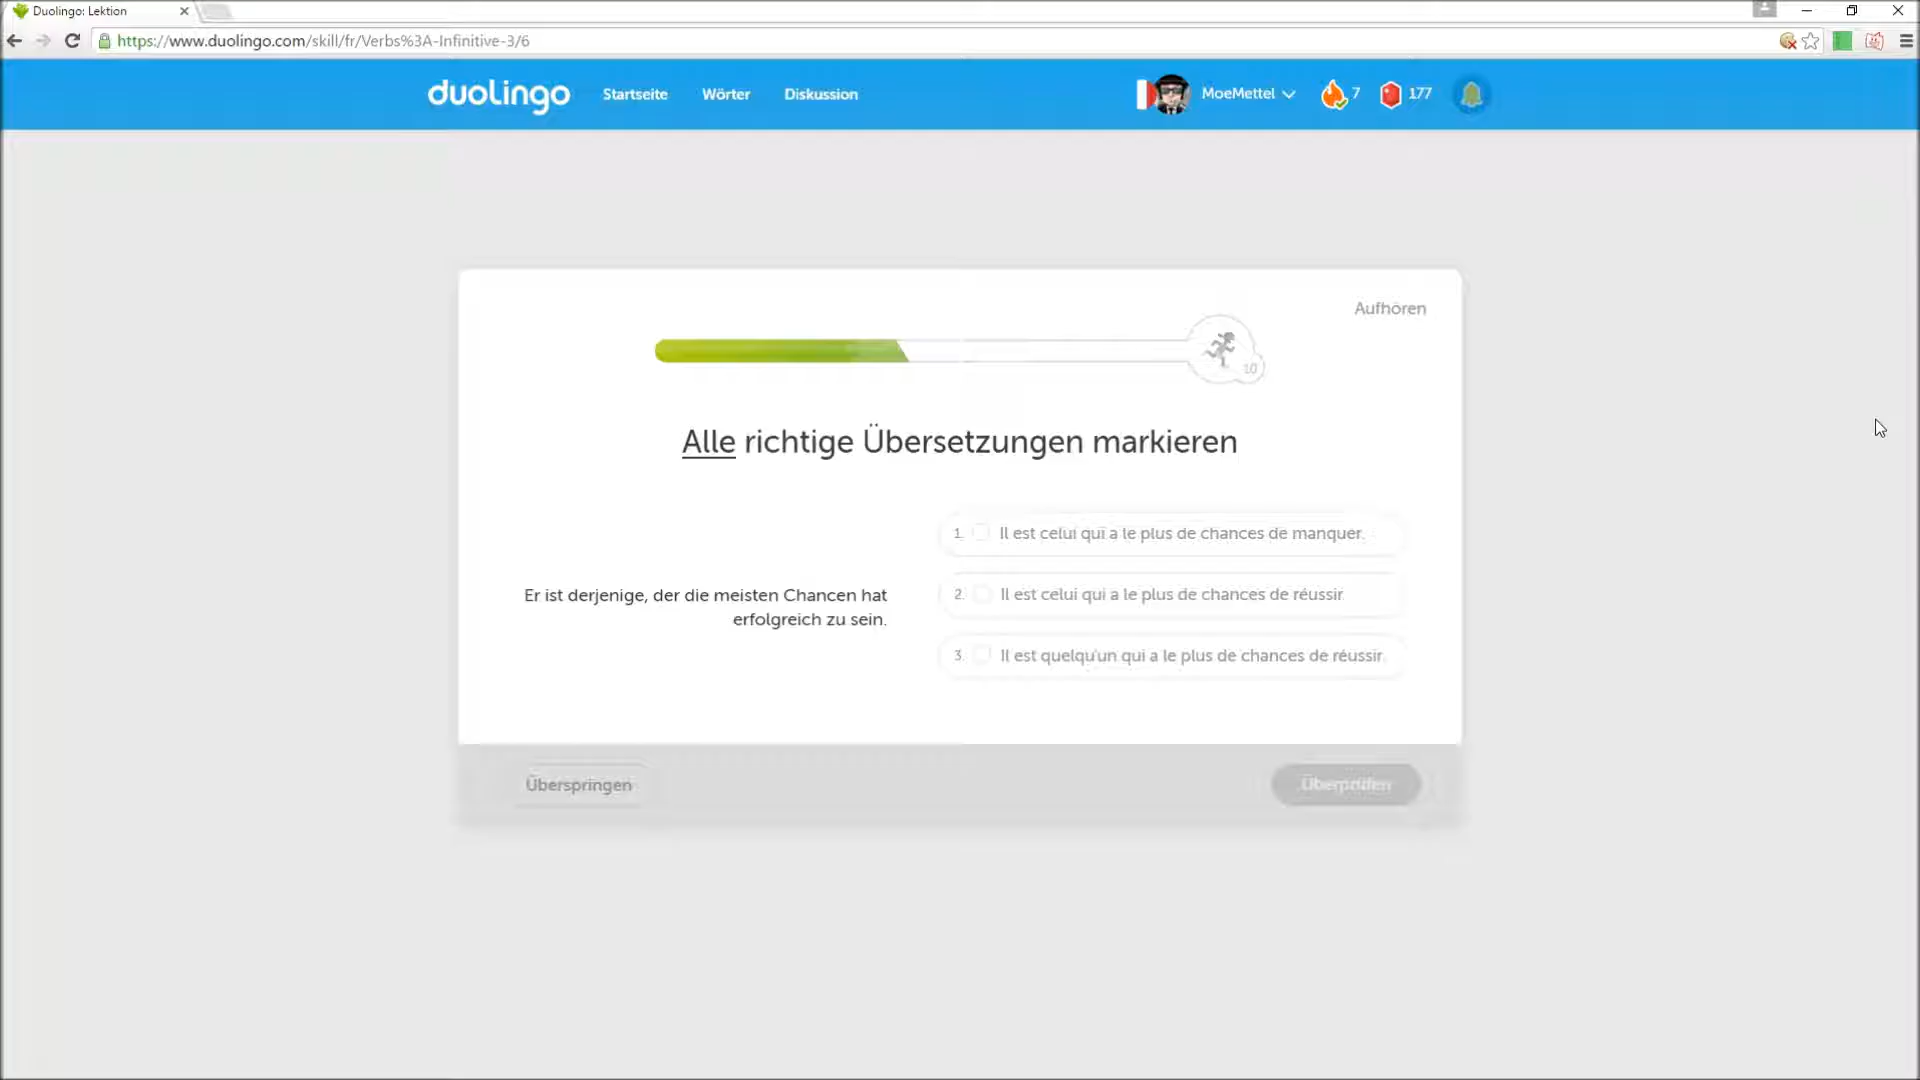 Duolingo: Lektion
https://www.duolingo.com/skill/fr/Verbs%3A-Infinitive-3/6
duolingo Startseite Wörter Diskussion MoeMettel 7 177
Aufhören
10
Alle richtige Übersetzungen markieren
Er ist derjenige, der die meisten Chancen hat
erfolgreich zu sein.
1. Il est celui qui a le plus de chances de manquer.
2. Il est celui qui a le plus de chances de réussir.
3. Il est quelqu'un qui a le plus de chances de réussir.
Überspringen Überprüfen